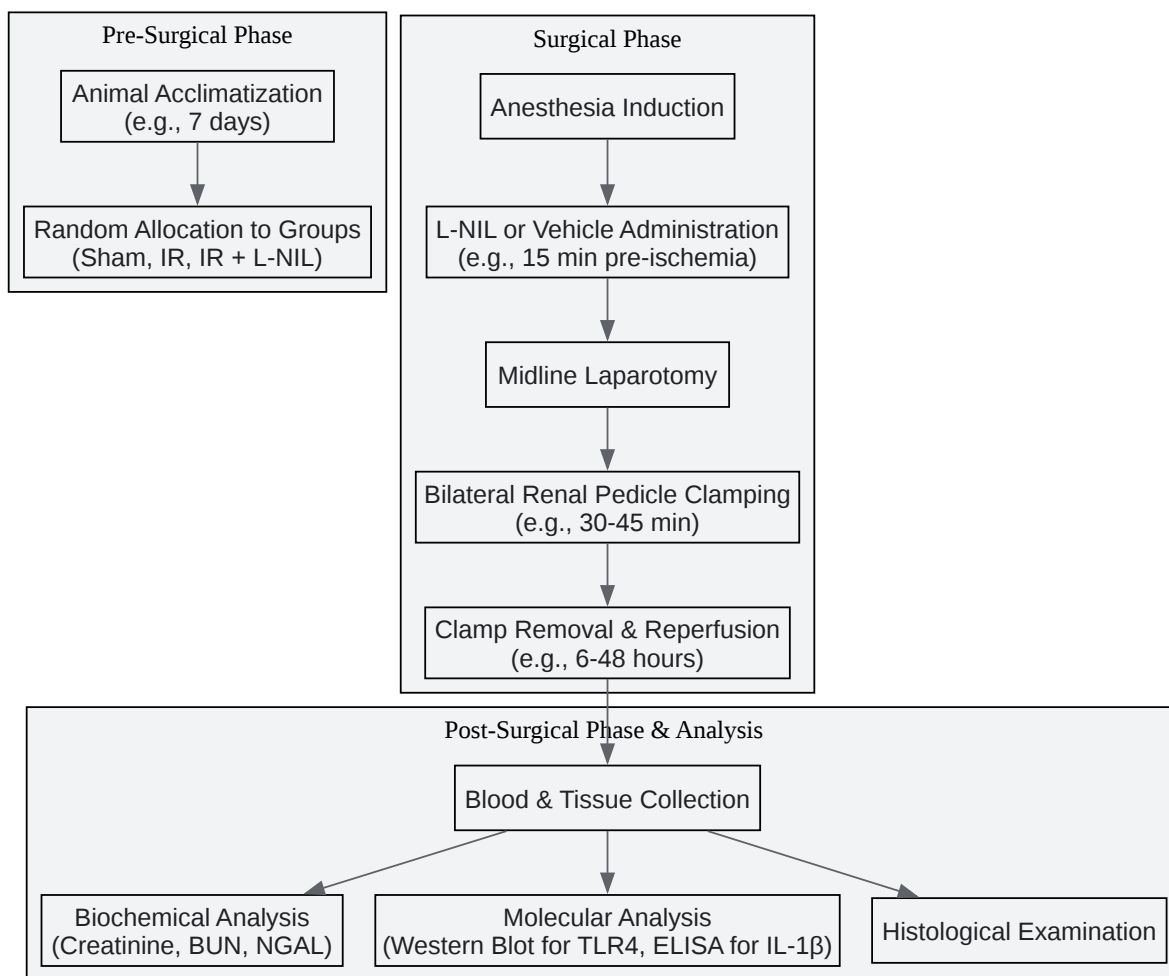 Pre-Surgical Phase
Animal Acclimatization
(e.g., 7 days)
Random Allocation to Groups
(Sham, IR, IR + L-NIL)
Surgical Phase
Anesthesia Induction
L-NIL or Vehicle Administration
(e.g., 15 min pre-ischemia)
Midline Laparotomy
Bilateral Renal Pedicle Clamping
(e.g., 30-45 min)
Clamp Removal & Reperfusion
(e.g., 6-48 hours)
Post-Surgical Phase & Analysis
Blood & Tissue Collection
Biochemical Analysis
(Creatinine, BUN, NGAL)
Molecular Analysis
(Western Blot for TLR4, ELISA for IL-1β)
Histological Examination